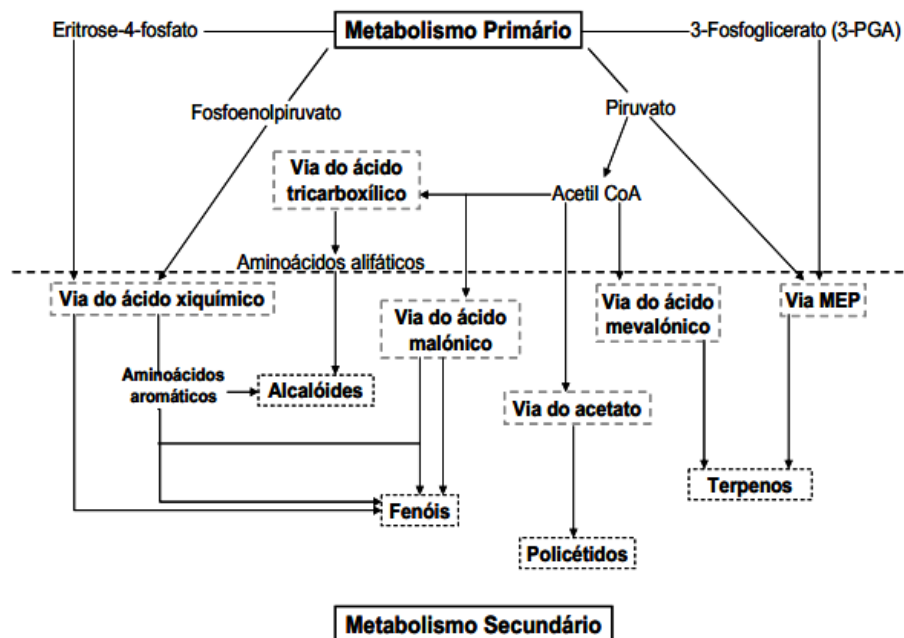 Eritrose-4-fosfato
Metabolismo Primário
3-Fosfoglicerato (3-PGA)
Fosfoenolpiruvato
Piruvato
Via do ácido
tricarboxílico
Acetil CoA
Aminoácidos alifáticos
Via do ácido xiquímico
Via do ácido
malónico
Via do ácido
mevalónico
Via MEP
Aminoácidos
aromáticos
Alcalóides
Via do acetato
Fenóis
Terpenos
Policétidos
Metabolismo Secundário